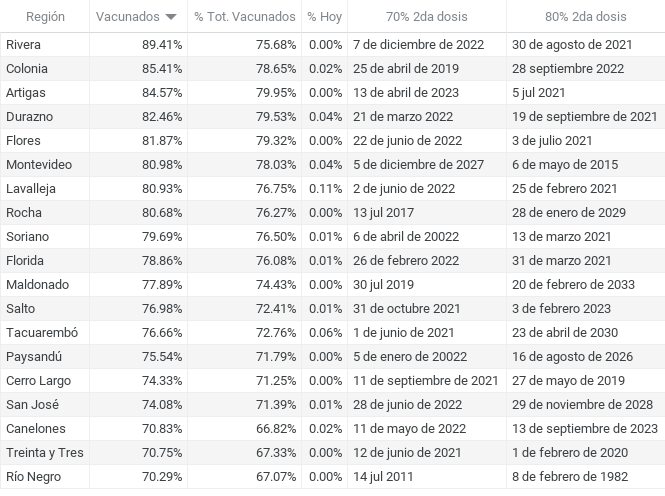 Región Vacunados % Tot. Vacunados % Hoy 70% 2da dosis 80% 2da dosis
Rivera 89.41% 75.68% 0.00% 7 de diciembre de 2022 30 de agosto de 2021
Colonia 85.41% 78.65% 0.02% 25 de abril de 2019 28 septiembre 2022
Artigas 84.57% 79.95% 0.00% 13 de abril de 2023 5 jul 2021
Durazno 82.46% 79.53% 0.04% 21 de marzo 2022 19 de septiembre de 2021
Flores 81.87% 79.32% 0.00% 22 de junio de 2022 3 de julio 2021
Montevideo 80.98% 78.03% 0.04% 5 de diciembre de 2027 6 de mayo de 2015
Lavalleja 80.93% 76.75% 0.11% 2 de junio de 2022 25 de febrero 2021
Rocha 80.68% 76.27% 0.00% 13 jul 2017 28 de enero de 2029
Soriano 79.69% 76.50% 0.01% 6 de abril de 20022 13 de marzo 2021
Florida 78.86% 76.08% 0.01% 26 de febrero 2022 31 de marzo 2021
Maldonado 77.89% 74.43% 0.00% 30 jul 2019 20 de febrero de 2033
Salto 76.98% 72.41% 0.01% 31 de octubre 2021 3 de febrero 2023
Tacuarembó 76.66% 72.76% 0.06% 1 de junio de 2021 23 de abril de 2030
Paysandú 75.54% 71.79% 0.00% 5 de enero de 20022 16 de agosto de 2026
Cerro Largo 74.33% 71.25% 0.00% 11 de septiembre de 2021 27 de mayo de 2019
San José 74.08% 71.39% 0.01% 28 de junio de 2022 29 de noviembre de 2028
Canelones 70.83% 66.82% 0.02% 11 de mayo de 2022 13 de septiembre de 2023
Treinta y Tres 70.75% 67.33% 0.00% 12 de junio de 2021 1 de febrero de 2020
Río Negro 70.29% 67.07% 0.00% 14 jul 2011 8 de febrero de 1982